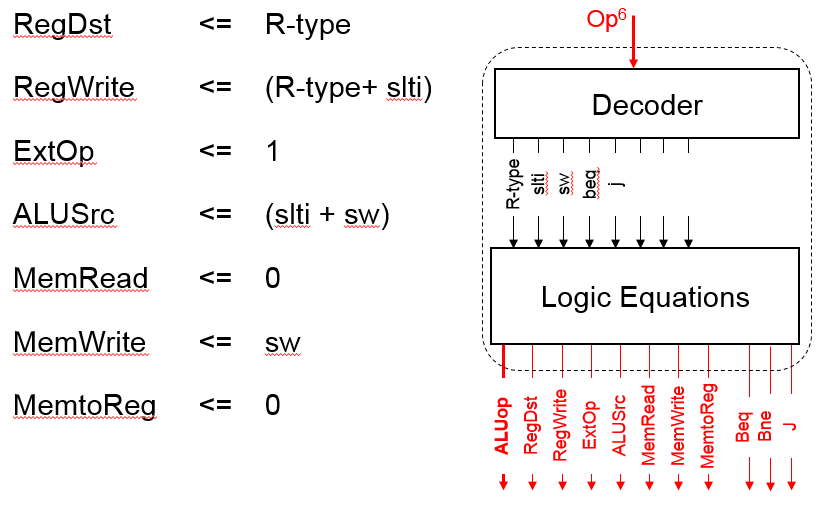 RegDst <= R-type
RegWrite <= (R-type+ slti)
ExtOp <= 1
ALUSrc <= (slti + sw)
MemRead <= 0
MemWrite <= sw
MemtoReg <= 0
Op6
Decoder
R-type
slti
sw
beq
j
Logic Equations
ALUop
RegDst
RegWrite
ExtOp
ALUSrc
MemRead
MemWrite
MemtoReg
Beq
Bne
J